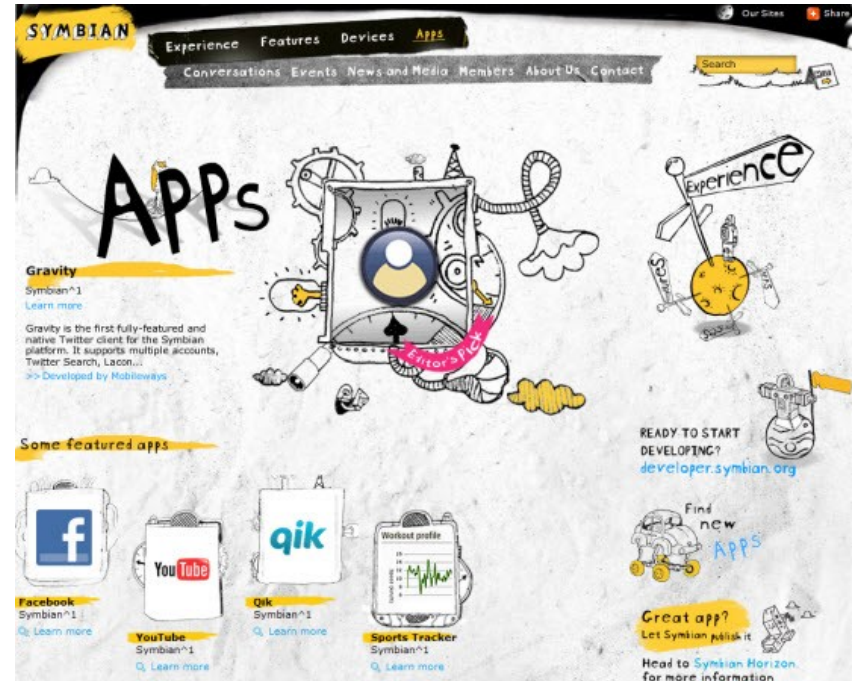 SYMBIAN
Our Sites
Share
Experience Features Devices Apps
Conversations Events News and Media Members About Us Contact
Search
APPs
Experience
Gravity
Symbian^1
Learn more
Gravity is the first fully-featured and
native Twitter client for the Symbian
platform. It supports multiple accounts,
Twitter Search, Lacon...
>> Developed by Mobileways
Editor's Pick
Some featured apps
READY TO START
DEVELOPING?
developer.symbian.org
Find
new
APPS
f
Facebook
Symbian^1
Learn more
You Tube
YouTube
Symbian^1
Learn more
qik
Qik
Symbian^1
Learn more
Workout profile
Sports Tracker
Symbian^1
Learn more
Great app?
Let Symbian publish it
Head to Symbian Horizon.
for more information